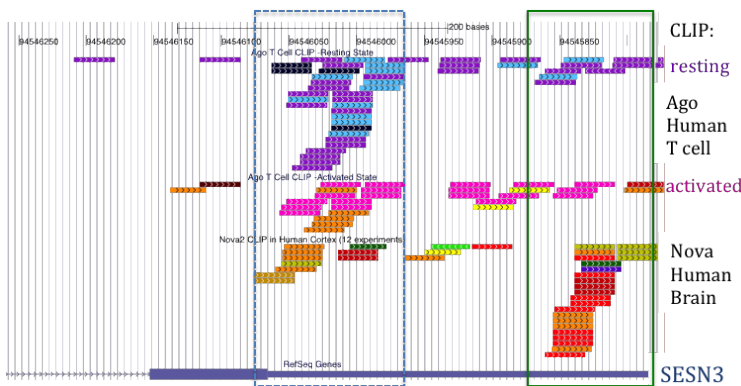 200 bases
94546250 94546200 94546150 94546100 94546050 94546000 94545950 94545900 94545850
CLIP:
Ago T Cell CLIP -Resting State
resting
Ago
Human
T cell
Ago T Cell CLIP -Activated State
activated
Nova2 CLIP in Human Cortex (12 experiments
Nova
Human
Brain
RefSeq Genes
SESN3